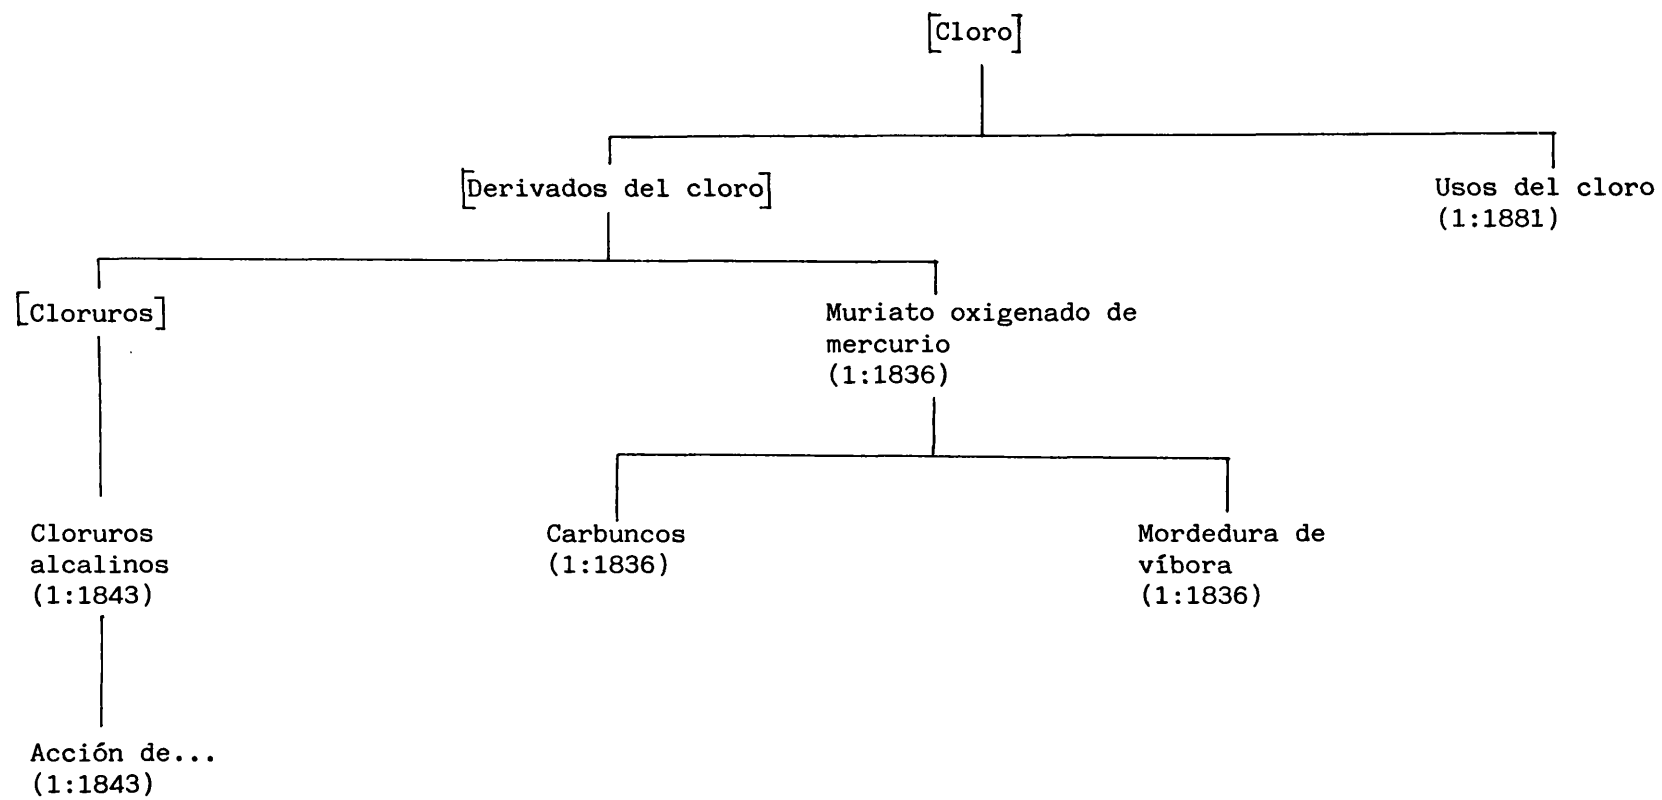 [Cloro]
[Derivados del cloro]
Usos del cloro
(1:1881)
[Cloruros]
Muriato oxigenado de
mercurio
(1:1836)
Cloruros
alcalinos
(1:1843)
Carbuncos
(1:1836)
Mordedura de
víbora
(1:1836)
Acción de...
(1:1843)